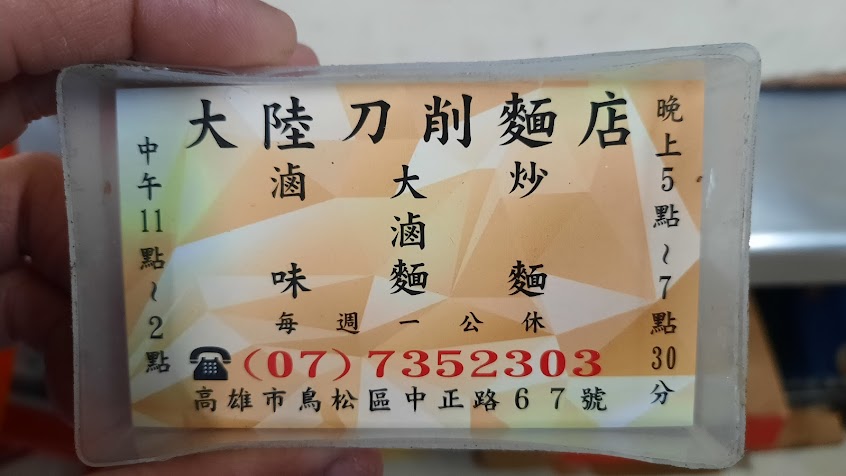 大陸刀削麵店
晚上5點~7點30分
炒麵
大滷麵
滷味
中午11點~2點
每週一公休
☎(07)7352303
高雄市鳥松區中正路67號